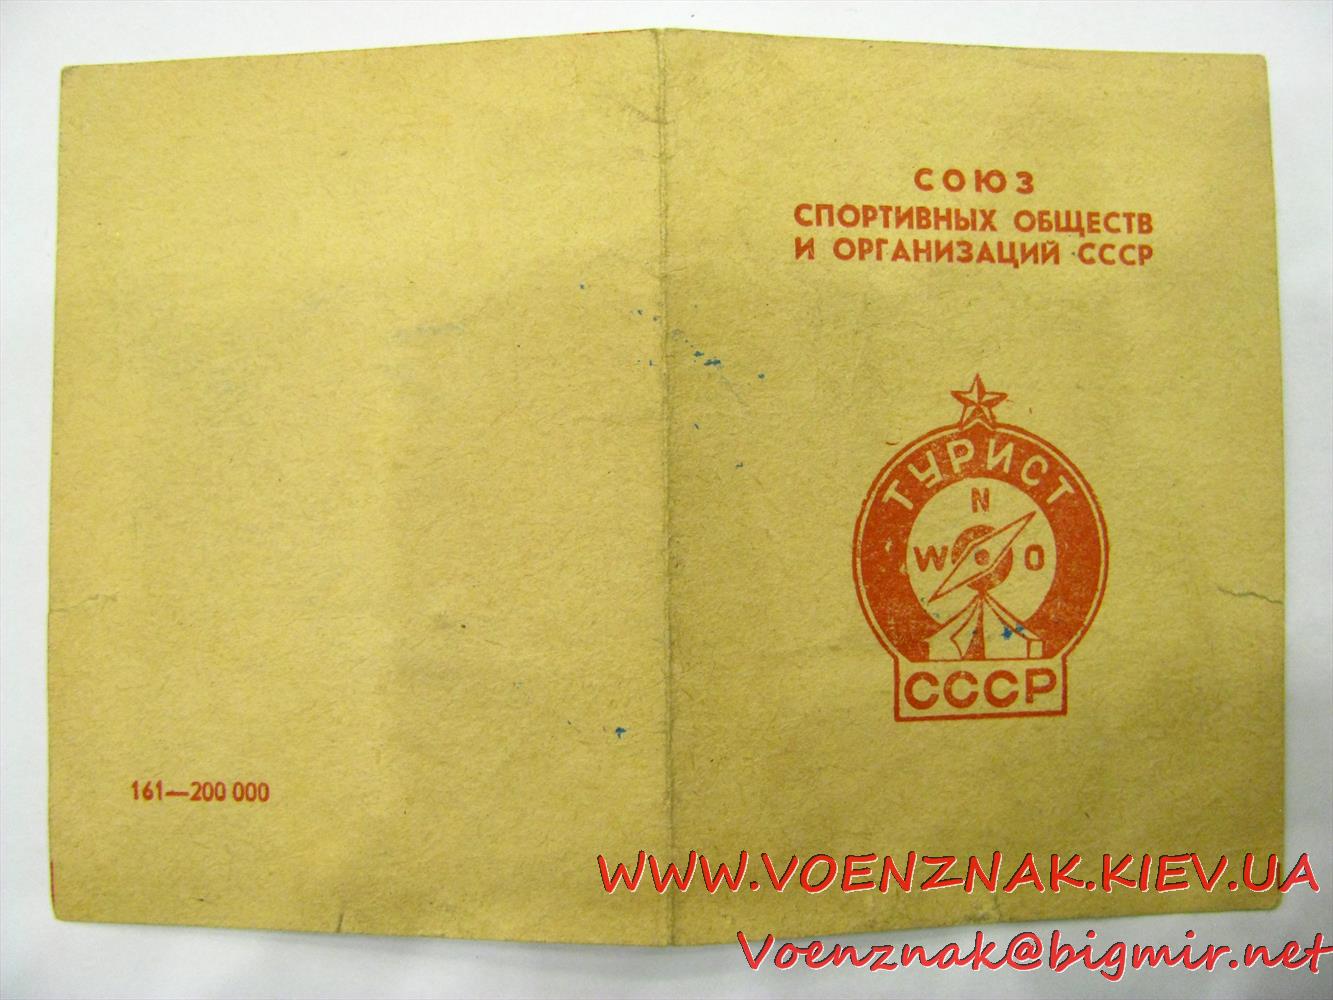 СОЮЗ
СПОРТИВНЫХ ОБЩЕСТВ
И ОРГАНИЗАЦИЙ СССР
ТУРИСТ
N
W O
СССР
161—200 000
WWW.VOENZNAK.KIEV.UA
Voenznak@bigmir.net